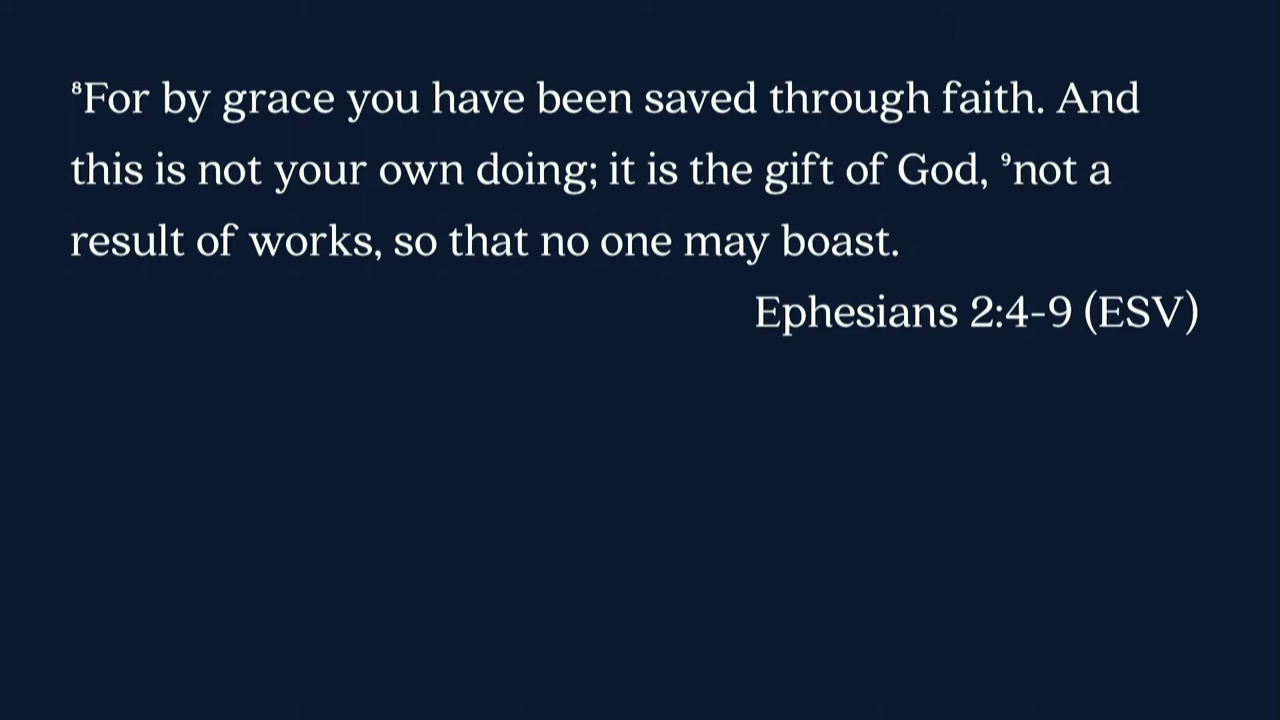 ⁸For by grace you have been saved through faith. And
this is not your own doing; it is the gift of God, ⁹not a
result of works, so that no one may boast.
Ephesians 2:4-9 (ESV)